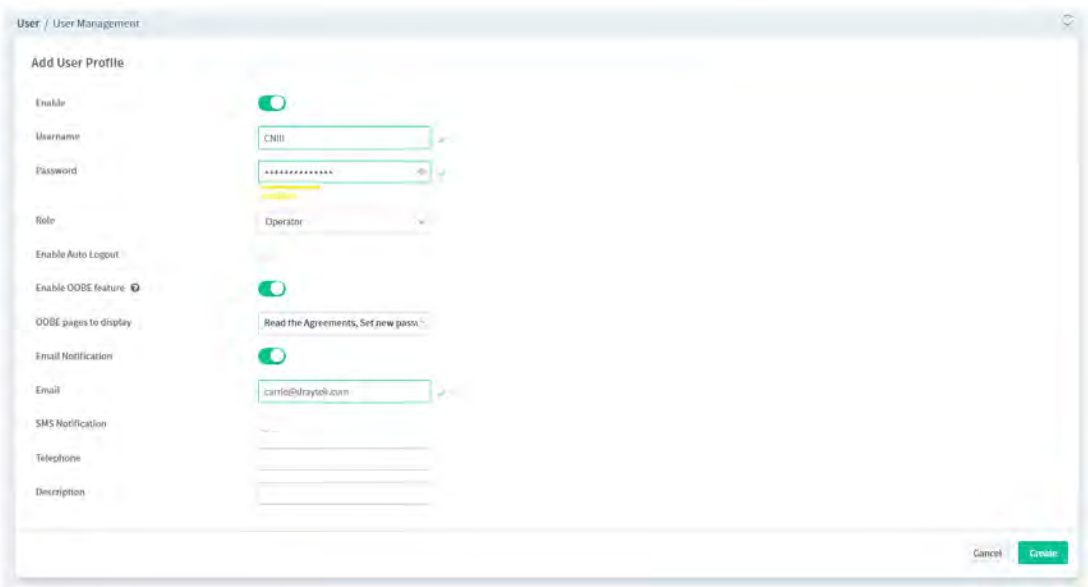 User / User Management
Add User Profile
Enable
Username CNIII
Password **************
Role Operator
Enable Auto Logout
Enable OOBE feature
OOBE pages to display Read the Agreements, Set new passw
Email Notification
Email carrie@draytek.com
SMS Notification
Telephone
Description
Cancel Create